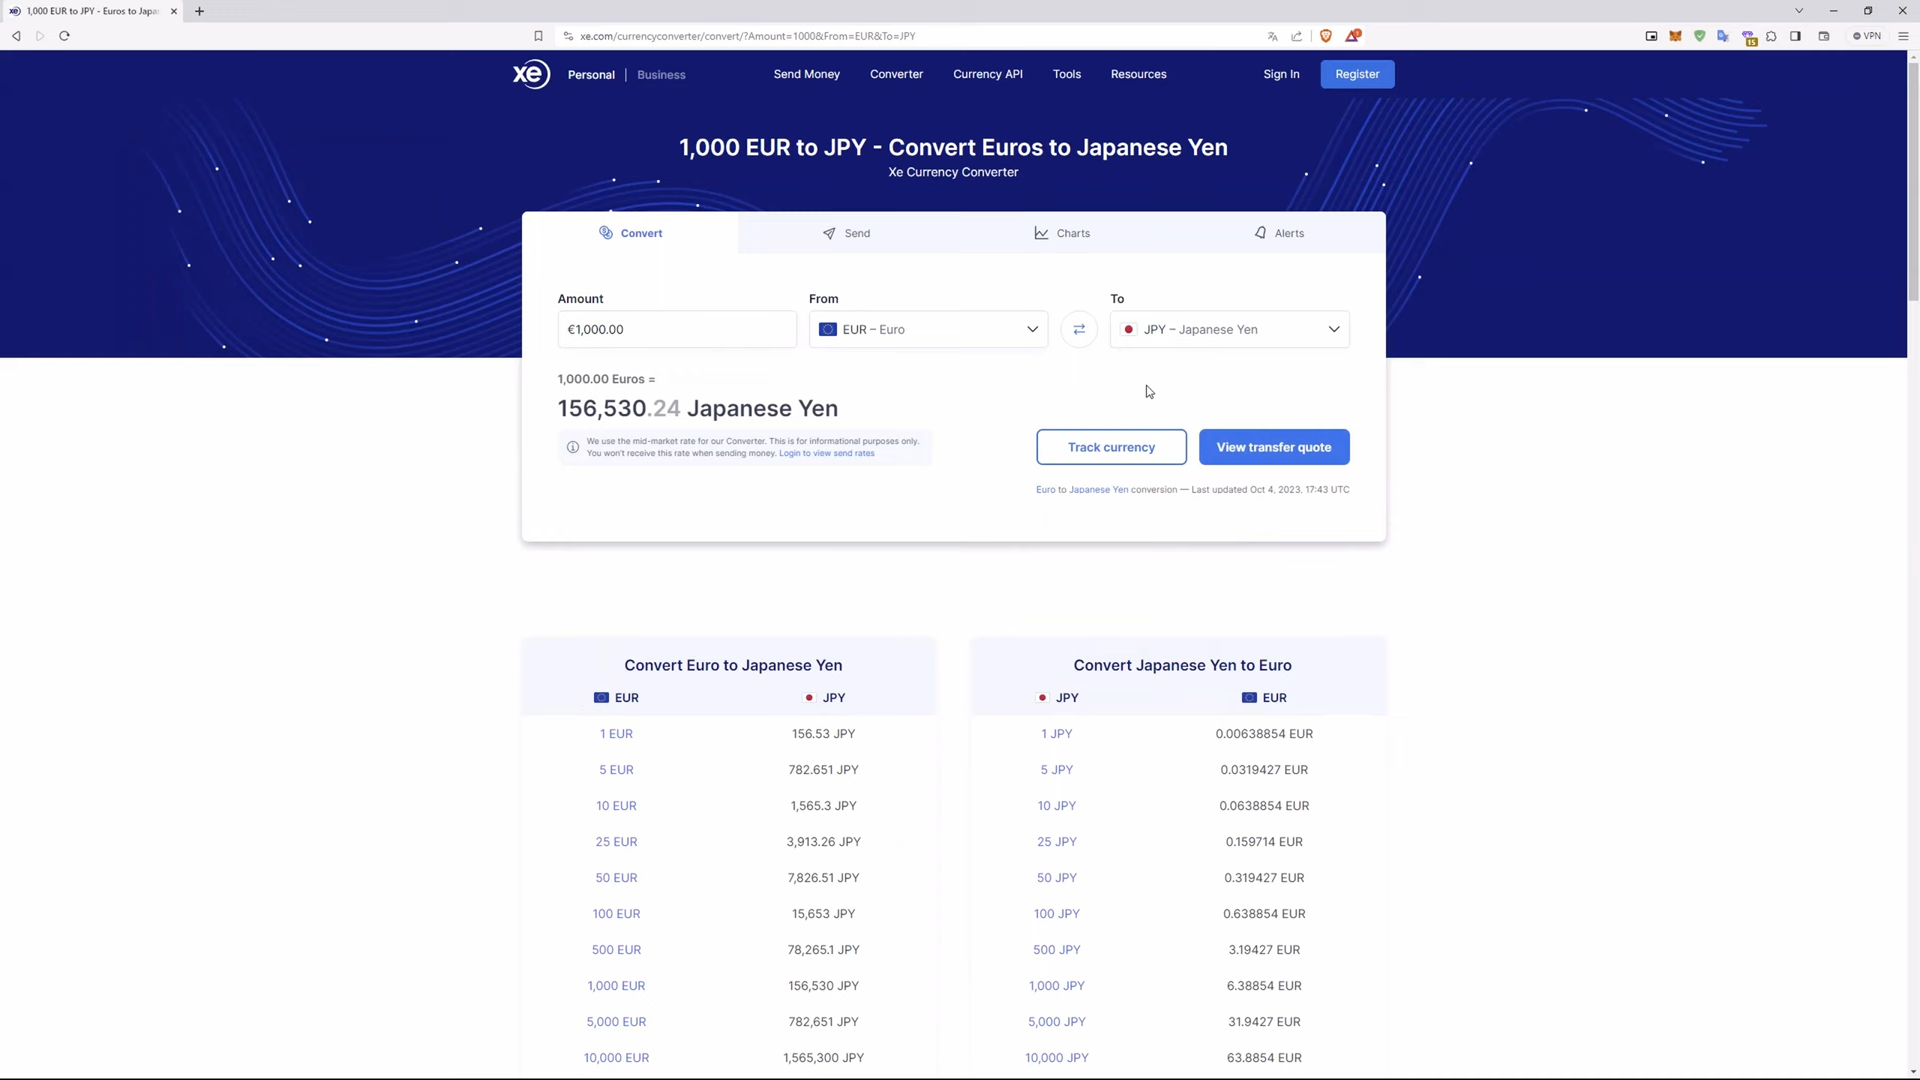 1,000 EUR to JPY - Euros to Japa
xe.com/currencyconverter/convert/?Amount=1000&From=EUR&To=JPY
15
VPN
xe Personal | Business Send Money Converter Currency API Tools Resources Sign In Register
1,000 EUR to JPY - Convert Euros to Japanese Yen
Xe Currency Converter
Convert Send Charts Alerts
Amount From To
€1,000.00 EUR – Euro JPY – Japanese Yen
1,000.00 Euros =
156,530.24 Japanese Yen
We use the mid-market rate for our Converter. This is for informational purposes only.
You won't receive this rate when sending money. Login to view send rates
Track currency View transfer quote
Euro to Japanese Yen conversion — Last updated Oct 4, 2023, 17:43 UTC
Convert Euro to Japanese Yen
EUR JPY
1 EUR 156.53 JPY
5 EUR 782.651 JPY
10 EUR 1,565.3 JPY
25 EUR 3,913.26 JPY
50 EUR 7,826.51 JPY
100 EUR 15,653 JPY
500 EUR 78,265.1 JPY
1,000 EUR 156,530 JPY
5,000 EUR 782,651 JPY
10,000 EUR 1,565,300 JPY
Convert Japanese Yen to Euro
JPY EUR
1 JPY 0.00638854 EUR
5 JPY 0.0319427 EUR
10 JPY 0.0638854 EUR
25 JPY 0.159714 EUR
50 JPY 0.319427 EUR
100 JPY 0.638854 EUR
500 JPY 3.19427 EUR
1,000 JPY 6.38854 EUR
5,000 JPY 31.9427 EUR
10,000 JPY 63.8854 EUR